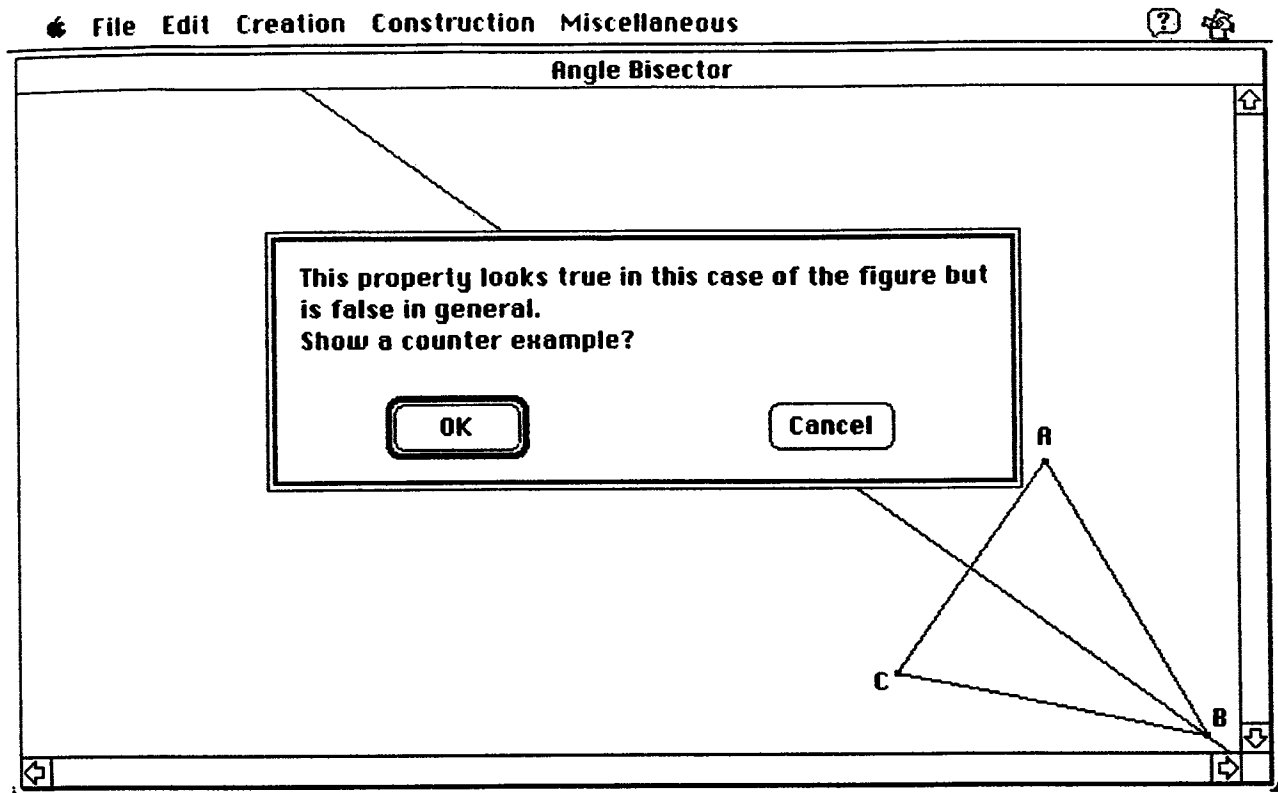 File Edit Creation Construction Miscellaneous ?
Angle Bisector
This property looks true in this case of the figure but
is false in general.
Show a counter example?
OK Cancel
A
C
B